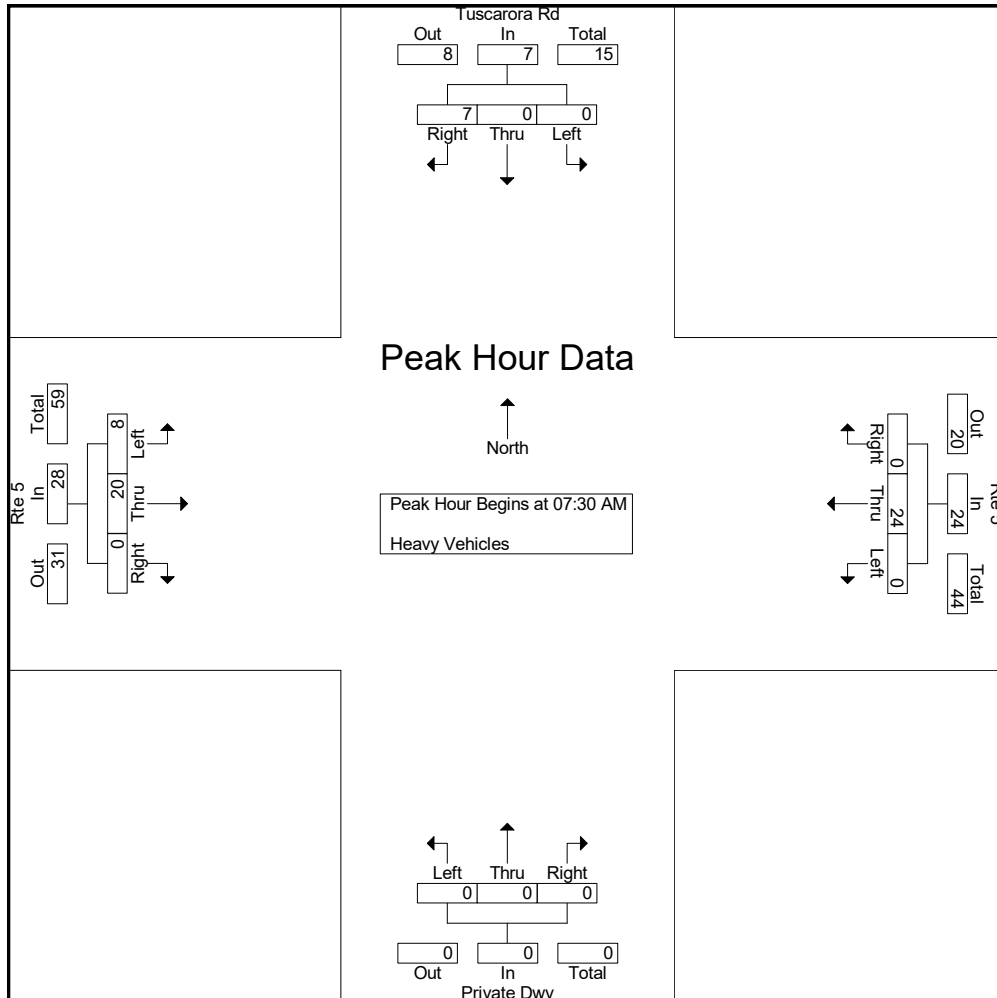 Tuscarora Rd
Out In Total
8 7 15
7 0 0
Right Thru Left
Peak Hour Data
North
Peak Hour Begins at 07:30 AM
Heavy Vehicles
Rte 5
Total In Out
59 28 31
8 20 0
Left Thru Right
Right Thru Left
0 24 0
Out In Total
20 24 44
Rte 5
Left Thru Right
0 0 0
0 0 0
Out In Total
Private Dwy